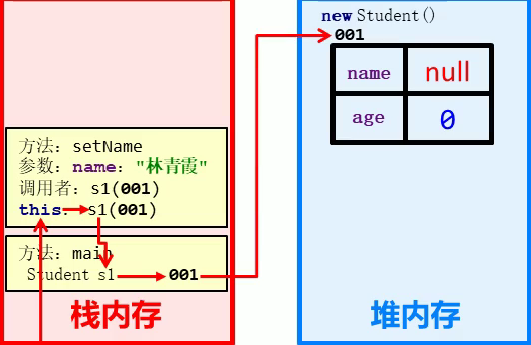 new Student()
001
name null
age 0
方法：setName
参数：name："林青霞"
调用者：s1(001)
this：s1(001)
方法：main
Student s1 001
栈内存
堆内存